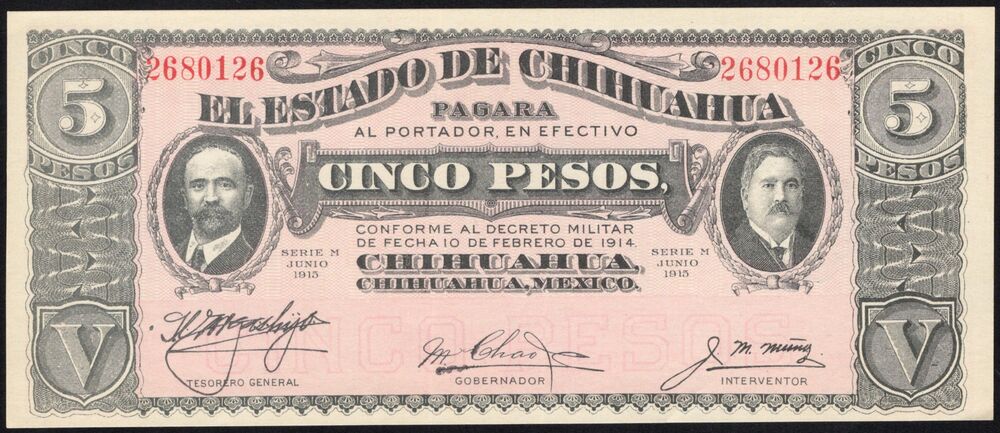 CINCO
5
PESOS
2680126
EL ESTADO DE CHIHUAHUA
2680126
CINCO
5
PESOS
PAGARA
AL PORTADOR, EN EFECTIVO
CINCO PESOS,
CONFORME AL DECRETO MILITAR
DE FECHA 10 DE FEBRERO DE 1914.
CHIHUAHUA,
CHIHUAHUA, MEXICO.
SERIE M
JUNIO
1915
SERIE M
JUNIO
1915
CINCO PESOS
V
V
TESORERO GENERAL
M Chao
GOBERNADOR
J. M. Muñoz.
INTERVENTOR